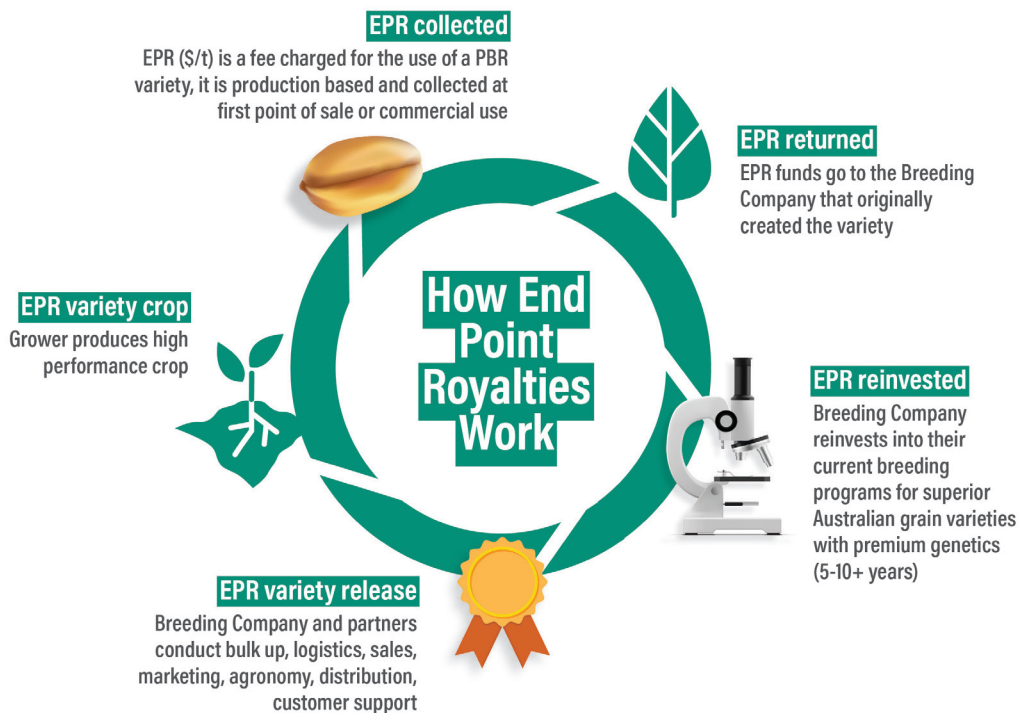 EPR collected
EPR ($/t) is a fee charged for the use of a PBR
variety, it is production based and collected at
first point of sale or commercial use
EPR returned
EPR funds go to the Breeding
Company that originally
created the variety
How End
Point
Royalties
Work
EPR variety crop
Grower produces high
performance crop
EPR reinvested
Breeding Company
reinvests into their
current breeding
programs for superior
Australian grain varieties
with premium genetics
(5-10+ years)
EPR variety release
Breeding Company and partners
conduct bulk up, logistics, sales,
marketing, agronomy, distribution,
customer support